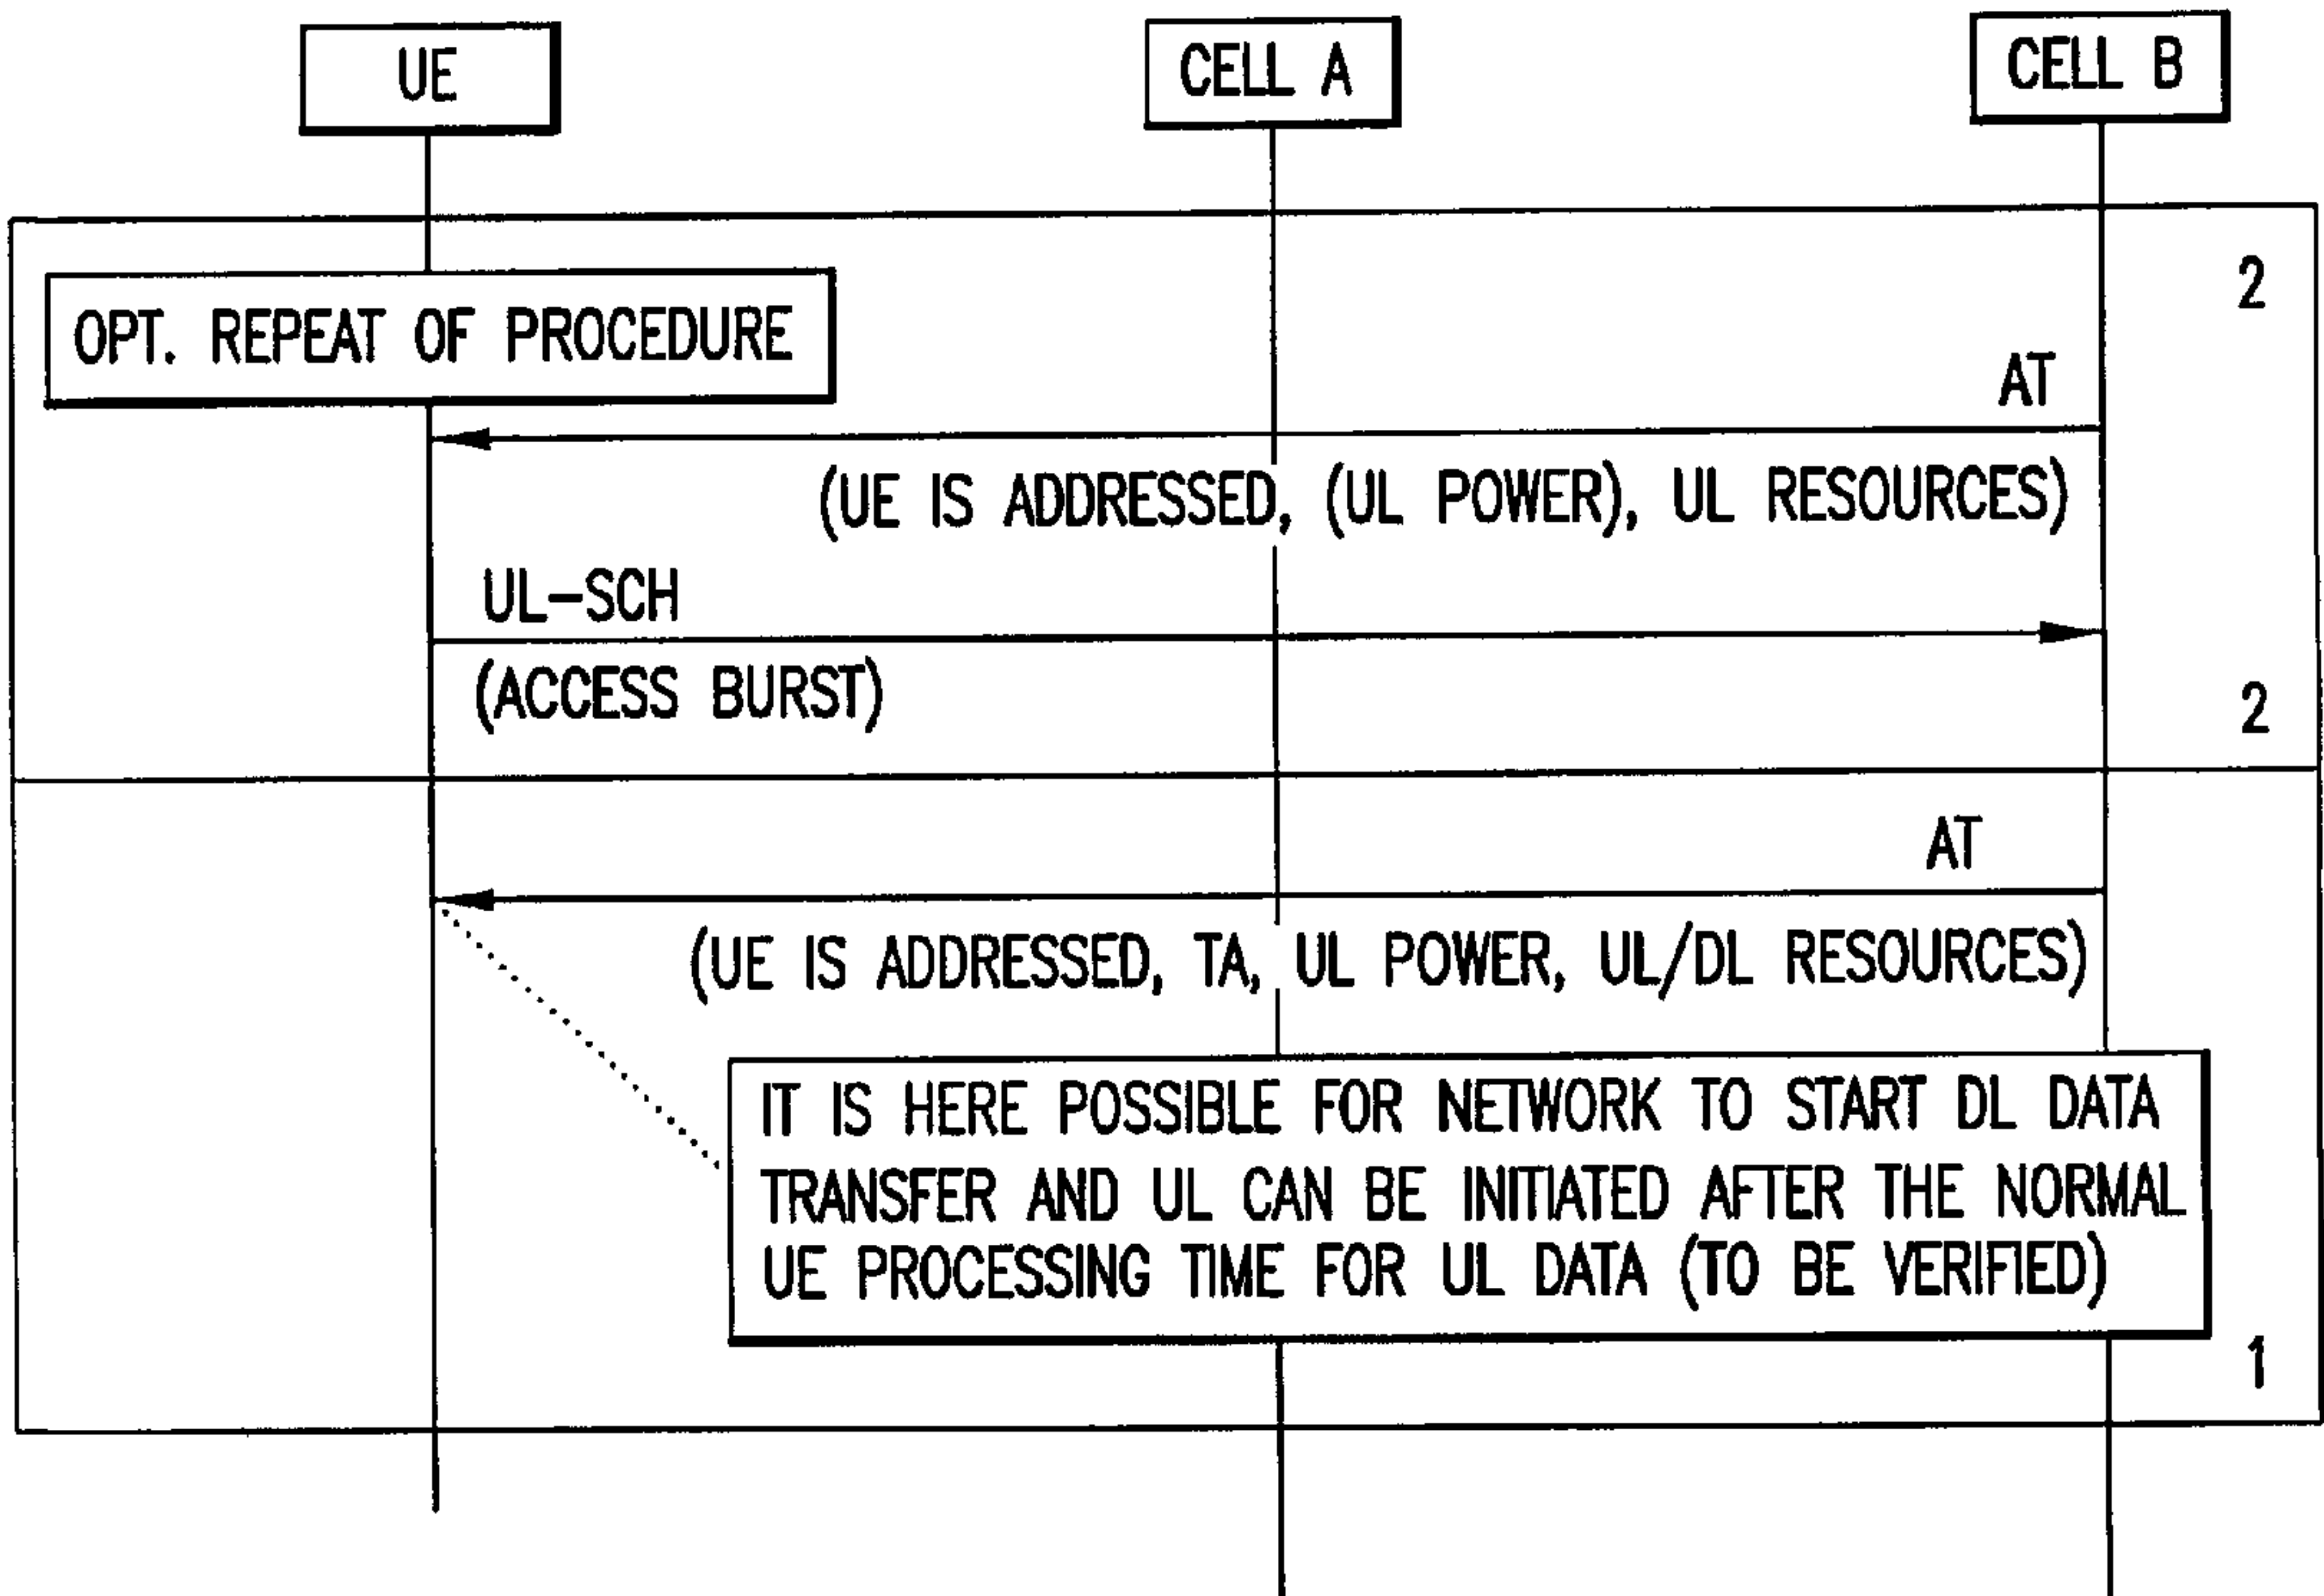 UE
CELL A
CELL B
2
OPT. REPEAT OF PROCEDURE
AT
(UE IS ADDRESSED, (UL POWER), UL RESOURCES)
UL-SCH
(ACCESS BURST)
2
AT
(UE IS ADDRESSED, TA, UL POWER, UL/DL RESOURCES)
IT IS HERE POSSIBLE FOR NETWORK TO START DL DATA
TRANSFER AND UL CAN BE INITIATED AFTER THE NORMAL
UE PROCESSING TIME FOR UL DATA (TO BE VERIFIED)
1